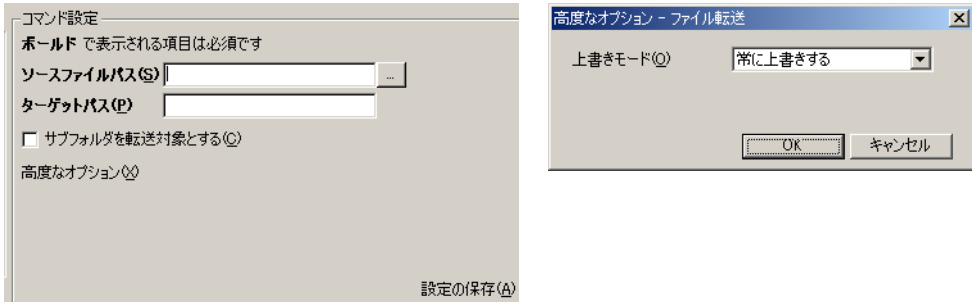 コマンド設定
ボールド で表示される項目は必須です
ソースファイルパス(S)
...
ターゲットパス(P)
サブフォルダを転送対象とする(C)
高度なオプション(X)
設定の保存(A)
高度なオプション - ファイル転送
上書きモード(O)
常に上書きする
OK
キャンセル